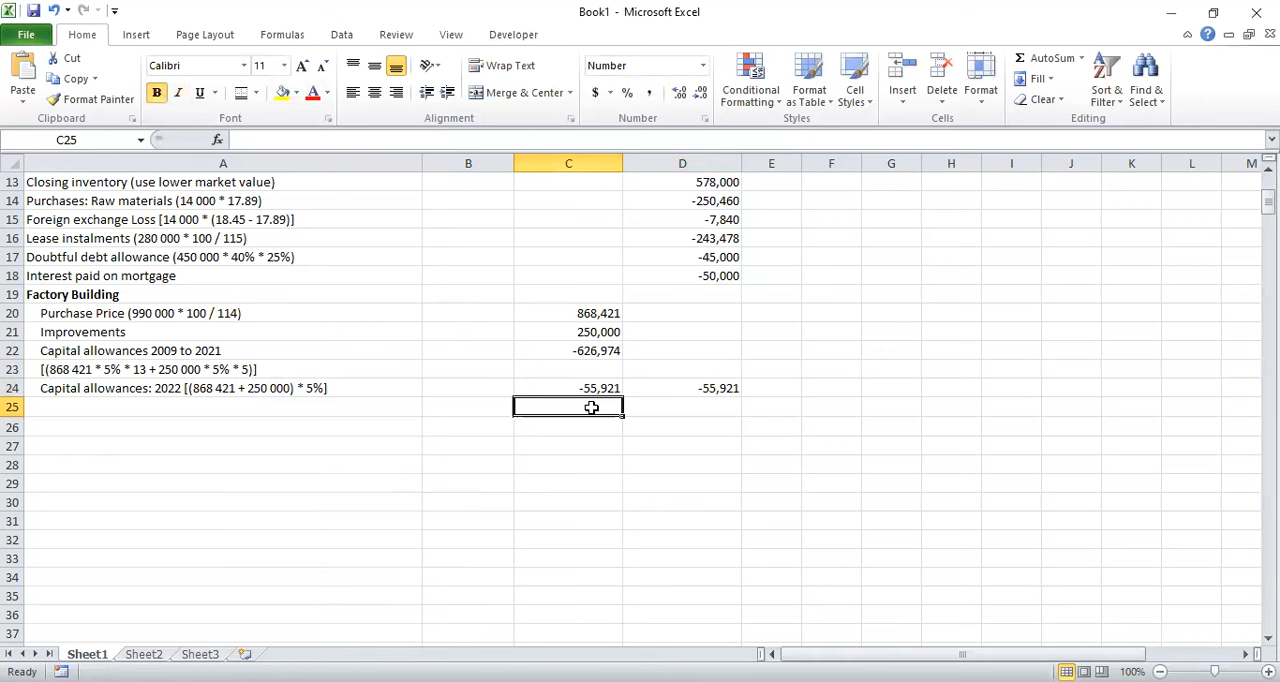 Book1 - Microsoft Excel
File Home Insert Page Layout Formulas Data Review View Developer
Paste Cut Copy Format Painter Clipboard
Calibri 11 B I U A Font
Wrap Text Merge & Center Alignment
Number $ % , Number
Conditional Formatting Format as Table Cell Styles Styles
Insert Delete Format Cells
Σ AutoSum Fill Clear Sort & Filter Find & Select Editing
C25 fx
A B C D E F G H I J K L M
13 Closing inventory (use lower market value) 578,000
14 Purchases: Raw materials (14 000 * 17.89) -250,460
15 Foreign exchange Loss [14 000 * (18.45 - 17.89)] -7,840
16 Lease instalments (280 000 * 100 / 115) -243,478
17 Doubtful debt allowance (450 000 * 40% * 25%) -45,000
18 Interest paid on mortgage -50,000
19 Factory Building
20 Purchase Price (990 000 * 100 / 114) 868,421
21 Improvements 250,000
22 Capital allowances 2009 to 2021 -626,974
23 [(868 421 * 5% * 13 + 250 000 * 5% * 5)]
24 Capital allowances: 2022 [(868 421 + 250 000) * 5%] -55,921 -55,921
25
26
27
28
29
30
31
32
33
34
35
36
37
Sheet1 Sheet2 Sheet3
Ready 100%